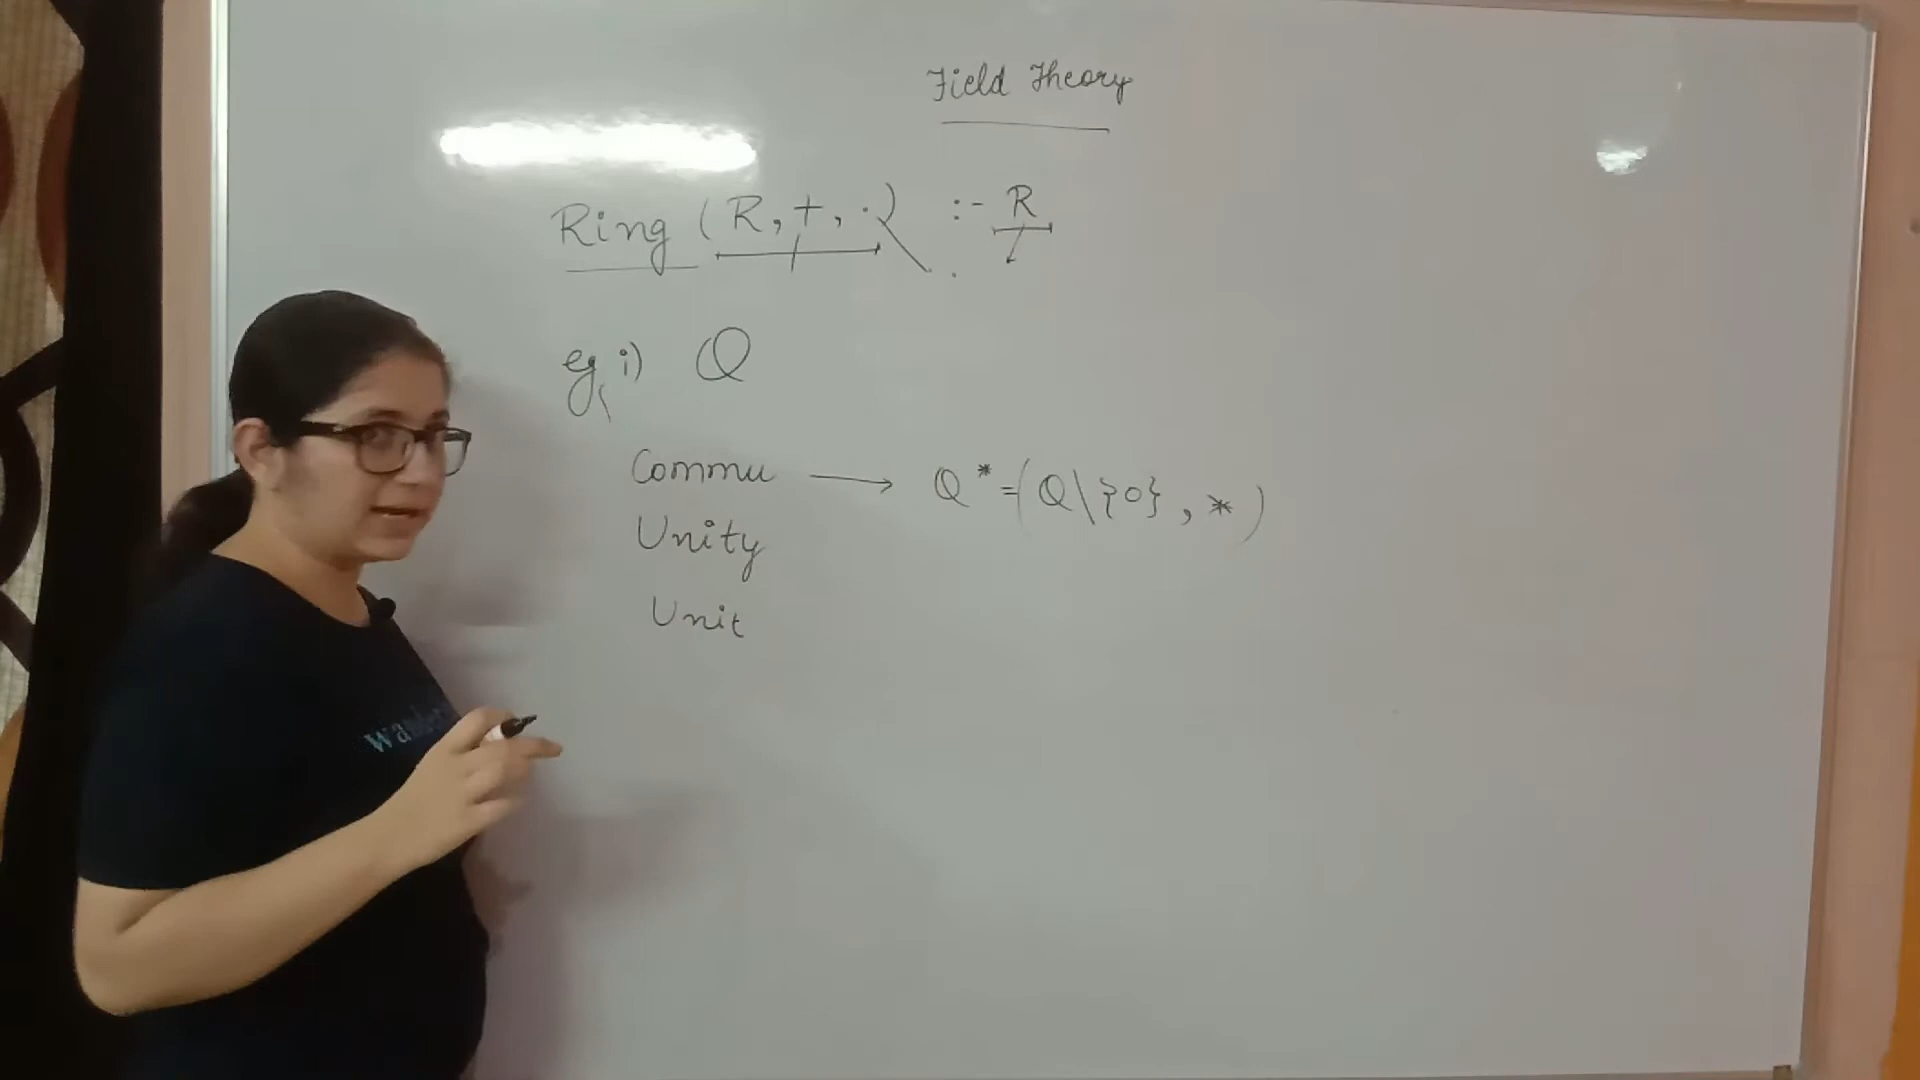 Field Theory
Ring (R, +, ·) :- R
eg, i) Q
Commu → Q* = (Q\{0}, *)
Unity
Unit